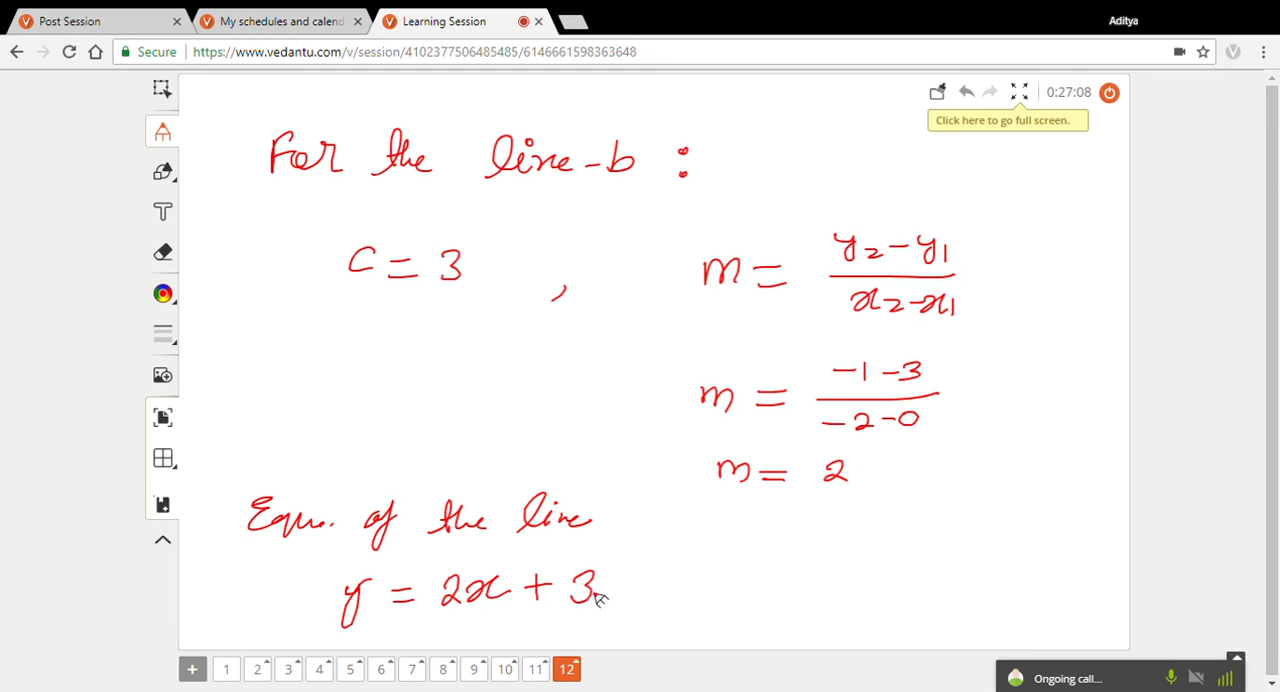 Post Session
My schedules and calend
Learning Session
Aditya
Secure https://www.vedantu.com/v/session/4102377506485485/6146661598363648
0:27:08
Click here to go full screen.
For the line-b :
c = 3 ,
m = y2 - y1 / x2 - x1
m = -1 - 3 / -2 - 0
m = 2
Equn. of the line
y = 2x + 3
+ 1 2 3 4 5 6 7 8 9 10 11 12
Ongoing call...